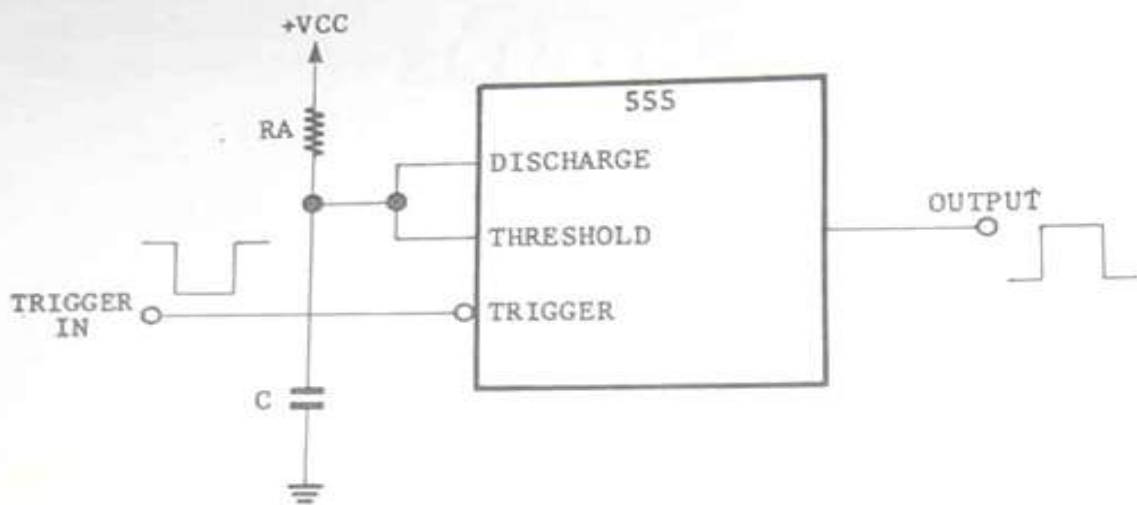 +VCC
555
RA
DISCHARGE
OUTPUT
THRESHOLD
TRIGGER
IN
TRIGGER
C